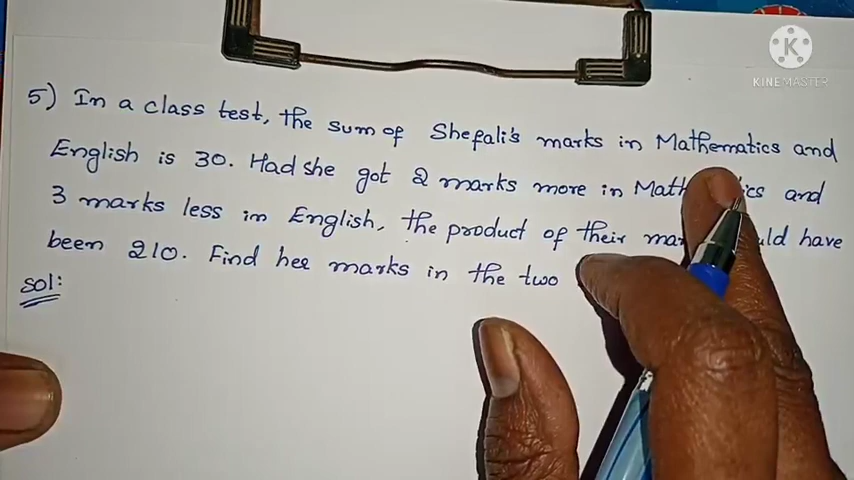 KINEMASTER
5) In a class test, the sum of Shefali's marks in Mathematics and
English is 30. Had she got 2 marks more in and
3 marks less in English, the product of their have
been 210. Find her marks in the two
Sol: